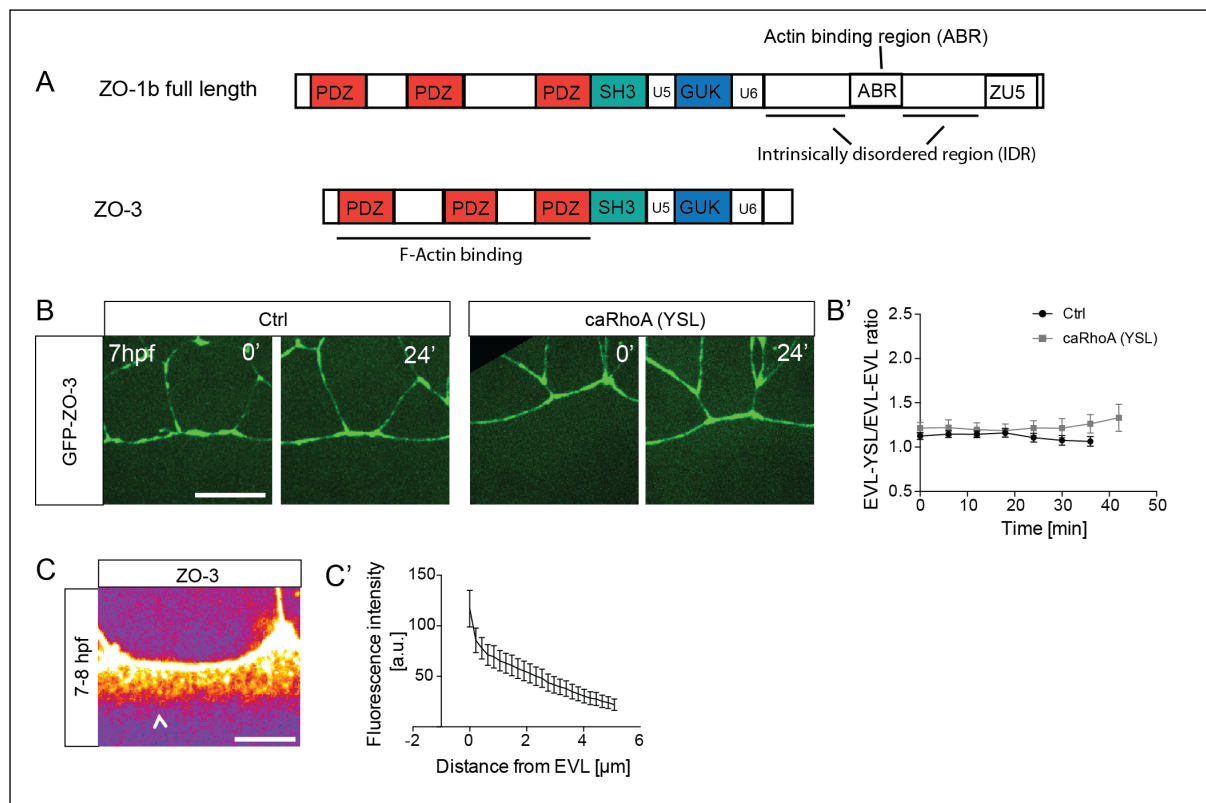 A
ZO-1b full length
Actin binding region (ABR)
PDZ PDZ PDZ SH3 U5 GUK U6 ABR ZU5
Intrinsically disordered region (IDR)
ZO-3
PDZ PDZ PDZ SH3 U5 GUK U6
F-Actin binding
B
Ctrl
caRhoA (YSL)
GFP-ZO-3
7hpf 0’ 24’ 0’ 24’
B’
Ctrl
caRhoA (YSL)
EVL-YSL/EVL-EVL ratio
2.5
2.0
1.5
1.0
0.5
0 10 20 30 40 50
Time [min]
C
ZO-3
7-8 hpf
C’
Fluorescence intensity
[a.u.]
150
100
50
-2 0 2 4 6
Distance from EVL [µm]